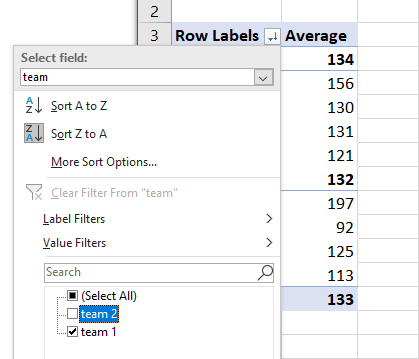 2
3 Row Labels Average
Select field:
team
Sort A to Z
Sort Z to A
More Sort Options...
Clear Filter From "team"
Label Filters
Value Filters
Search
(Select All)
team 2
team 1
134
156
130
131
121
132
197
92
125
113
133